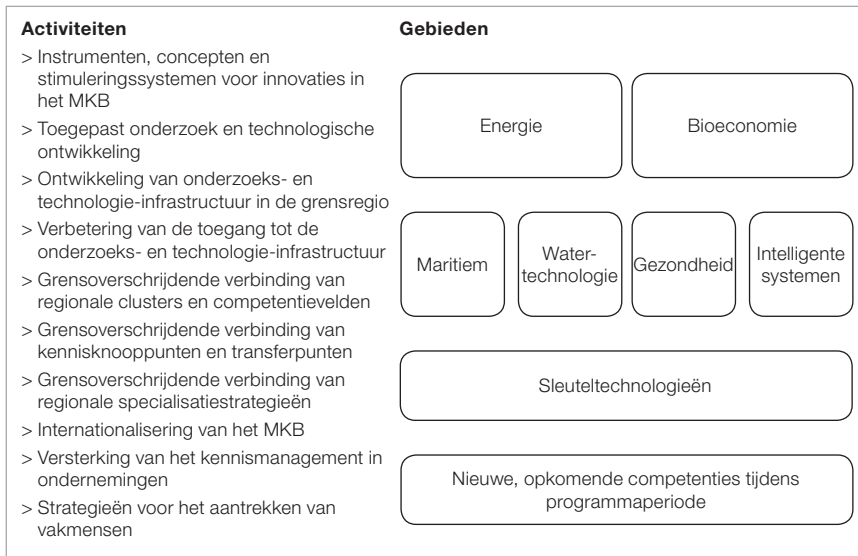 Activiteiten
> Instrumenten, concepten en
stimuleringssystemen voor innovaties in
het MKB
> Toegepast onderzoek en technologische
ontwikkeling
> Ontwikkeling van onderzoeks- en
technologie-infrastructuur in de grensregio
> Verbetering van de toegang tot de
onderzoeks- en technologie-infrastructuur
> Grensoverschrijdende verbinding van
regionale clusters en competentievelden
> Grensoverschrijdende verbinding van
kennisknooppunten en transferpunten
> Grensoverschrijdende verbinding van
regionale specialisatiestrategieën
> Internationalisering van het MKB
> Versterking van het kennismanagement in
ondernemingen
> Strategieën voor het aantrekken van
vakmensen
Gebieden
Energie
Bioeconomie
Maritiem
Water-
technologie
Gezondheid
Intelligente
systemen
Sleuteltechnologieën
Nieuwe, opkomende competenties tijdens
programmaperiode